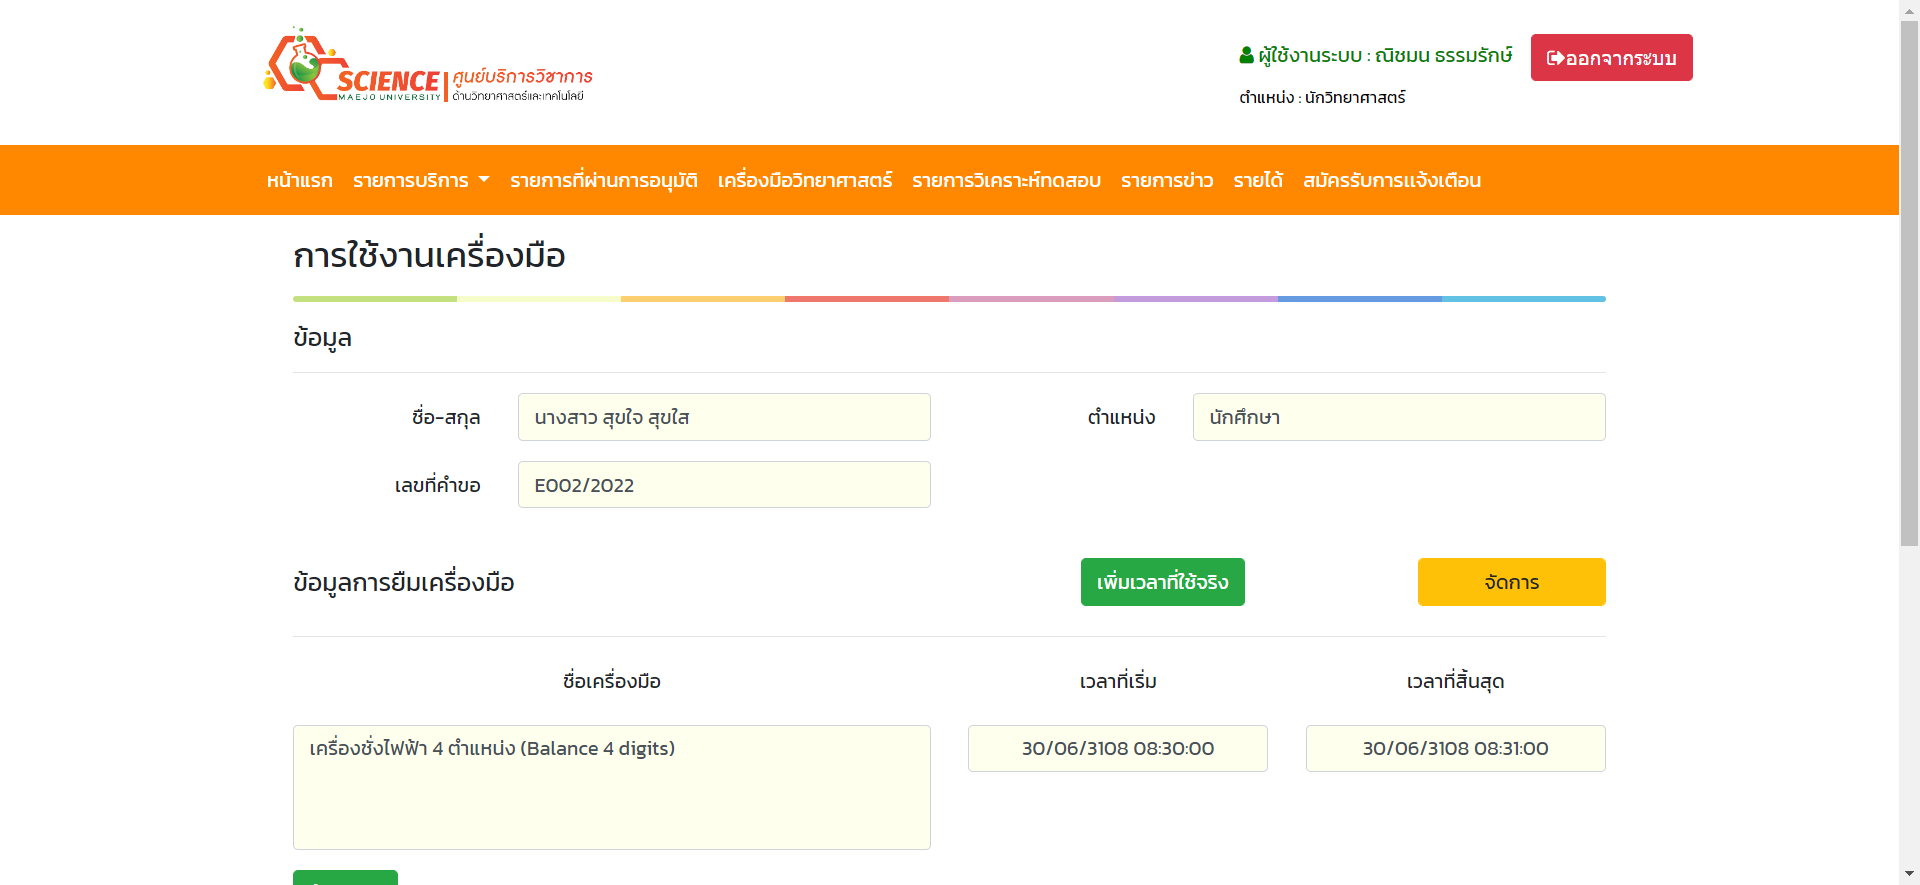 SCIENCE
MAEJO UNIVERSITY
ศูนย์บริการวิชาการ
ด้านวิทยาศาสตร์และเทคโนโลยี
ผู้ใช้งานระบบ : ณิชมน ธรรมรักษ์
ออกจากระบบ
ตำแหน่ง : นักวิทยาศาสตร์
หน้าแรก รายการบริการ รายการที่ผ่านการอนุมัติ เครื่องมือวิทยาศาสตร์ รายการวิเคราะห์ทดสอบ รายการข่าว รายได้ สมัครรับการแจ้งเตือน
การใช้งานเครื่องมือ
ข้อมูล
ชื่อ-สกุล นางสาว สุขใจ สุขใส ตำแหน่ง นักศึกษา
เลขที่คำขอ E002/2022
ข้อมูลการยืมเครื่องมือ เพิ่มเวลาที่ใช้จริง จัดการ
ชื่อเครื่องมือ เวลาที่เริ่ม เวลาที่สิ้นสุด
เครื่องชั่งไฟฟ้า 4 ตำแหน่ง (Balance 4 digits) 30/06/3108 08:30:00 30/06/3108 08:31:00